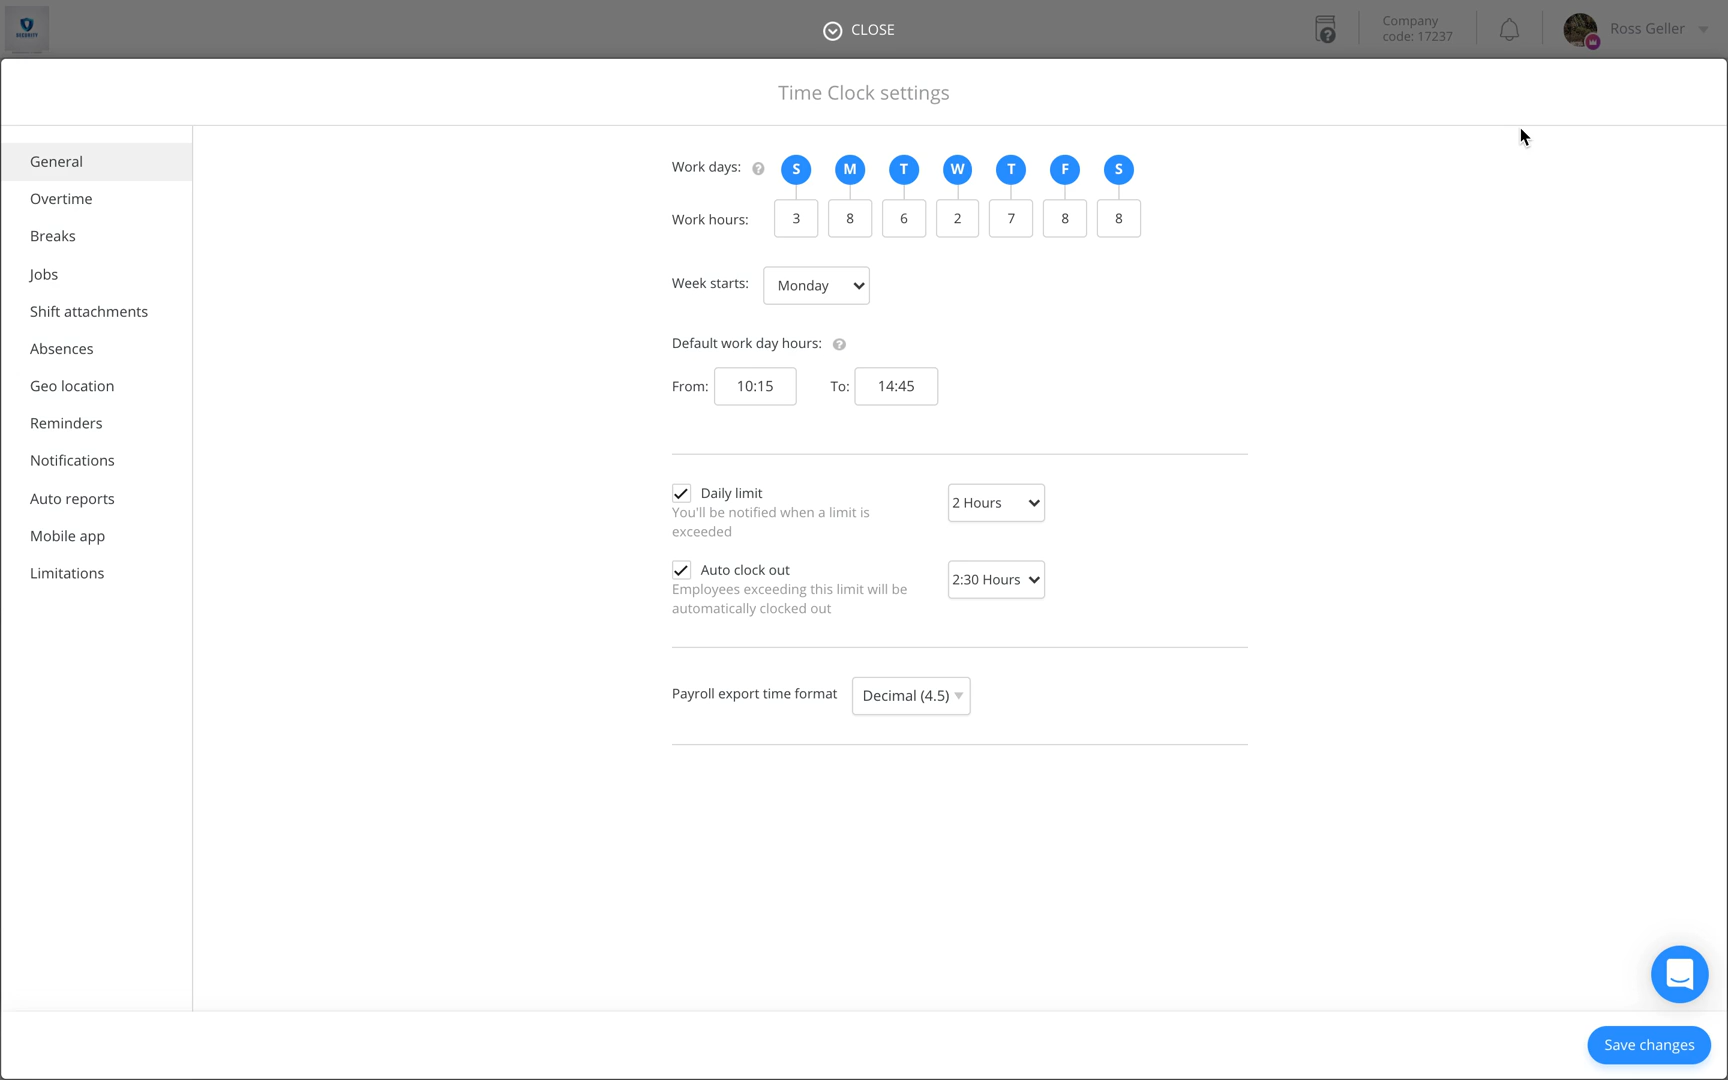 SECURITY
CLOSE
Company
code: 17237
Ross Geller
Time Clock settings
General
Overtime
Breaks
Jobs
Shift attachments
Absences
Geo location
Reminders
Notifications
Auto reports
Mobile app
Limitations
Work days: ? S M T W T F S
Work hours: 3 8 6 2 7 8 8
Week starts: Monday
Default work day hours: ?
From: 10:15 To: 14:45
Daily limit 2 Hours
You'll be notified when a limit is
exceeded
Auto clock out 2:30 Hours
Employees exceeding this limit will be
automatically clocked out
Payroll export time format Decimal (4.5)
Save changes